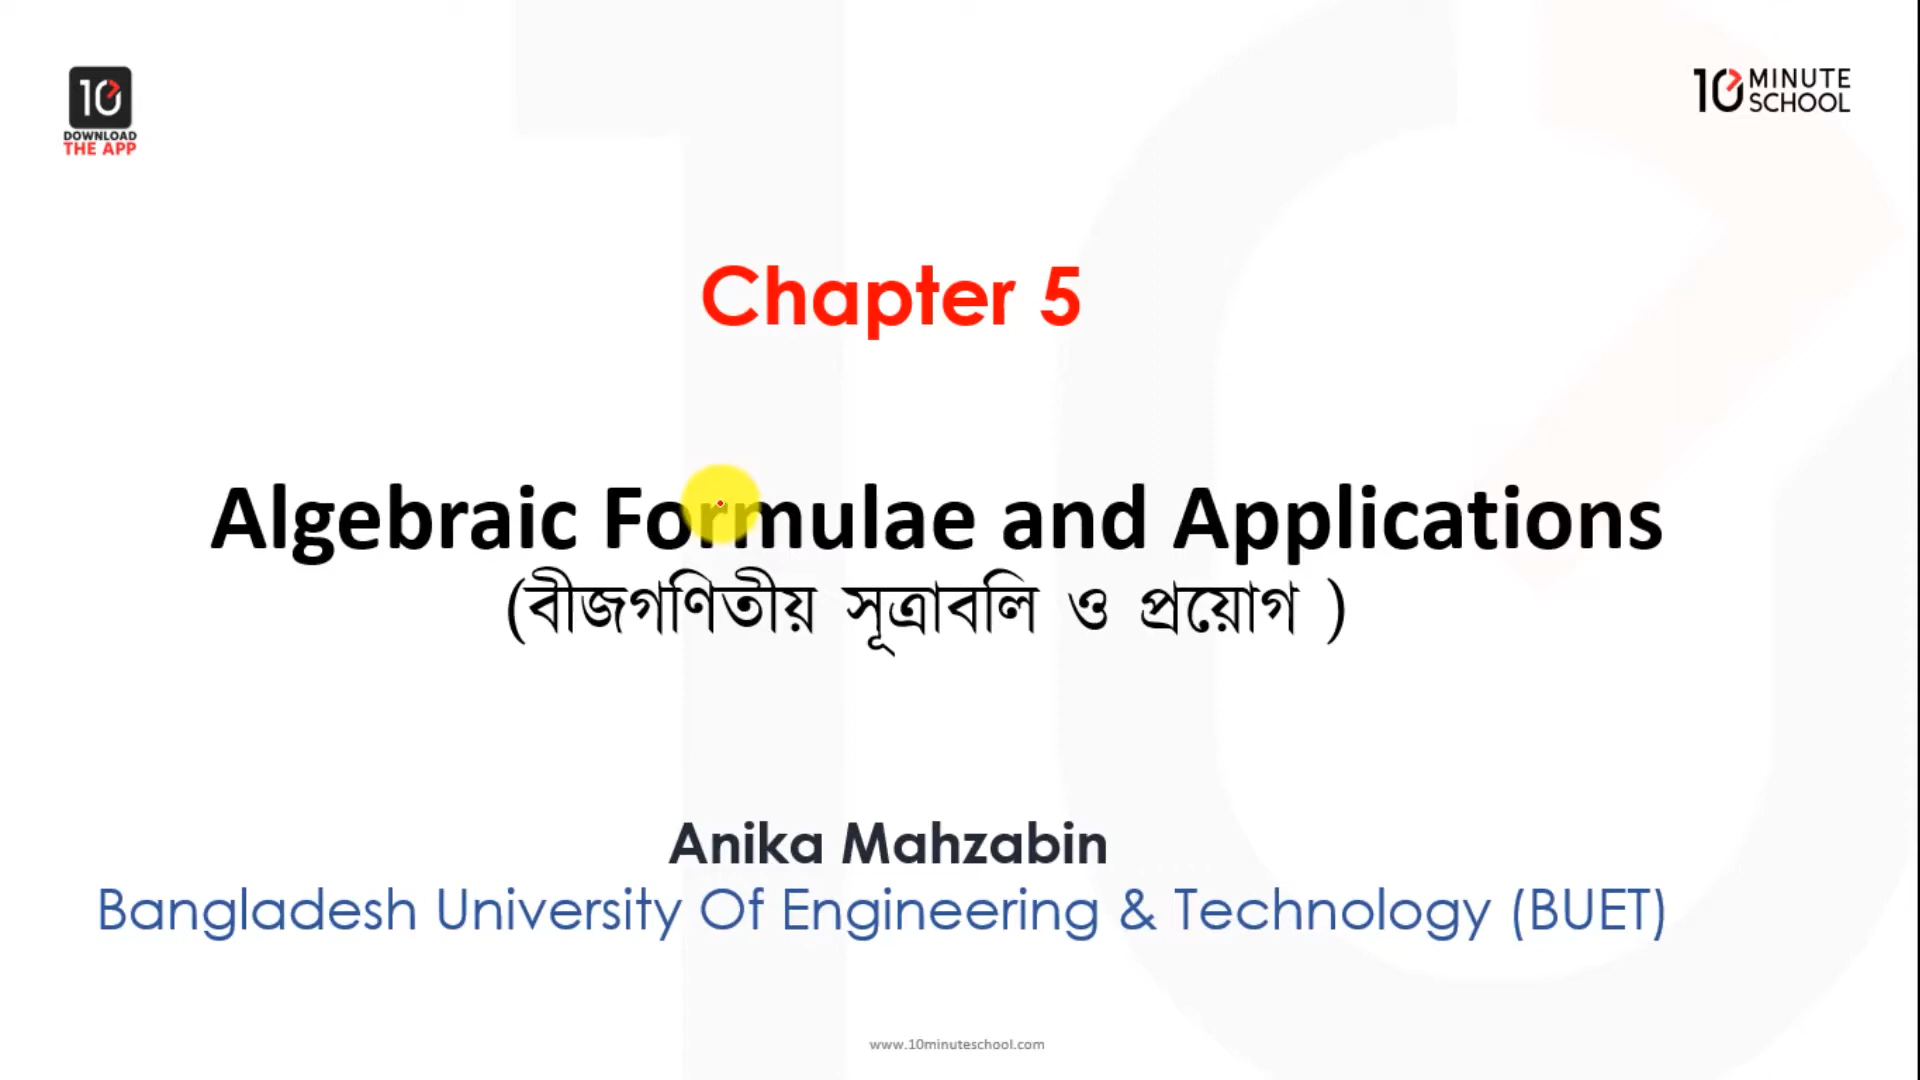 10
DOWNLOAD
THE APP
10 MINUTE
SCHOOL
Chapter 5
Algebraic Formulae and Applications
(বীজগণিতীয় সূত্রাবলি ও প্রয়োগ )
Anika Mahzabin
Bangladesh University Of Engineering & Technology (BUET)
www.10minuteschool.com